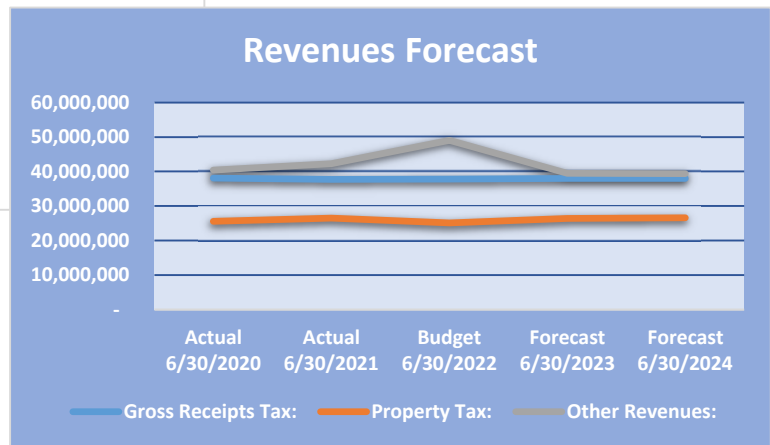 Revenues Forecast
60,000,000
50,000,000
40,000,000
30,000,000
20,000,000
10,000,000
-
Actual Actual Budget Forecast Forecast
6/30/2020 6/30/2021 6/30/2022 6/30/2023 6/30/2024
Gross Receipts Tax: Property Tax: Other Revenues: